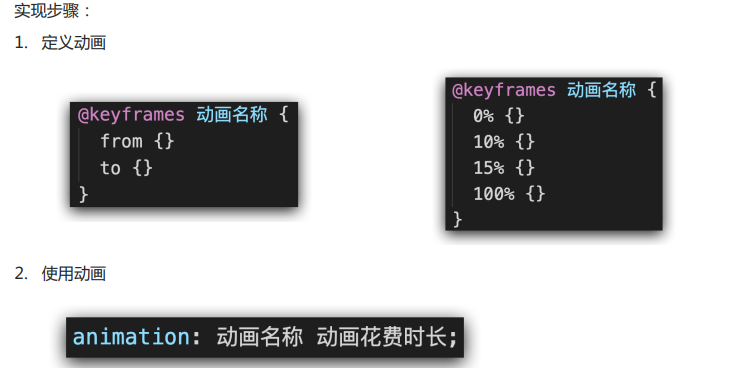 实现步骤：
1. 定义动画
@keyframes 动画名称 {
from {}
to {}
}
@keyframes 动画名称 {
0% {}
10% {}
15% {}
100% {}
}
2. 使用动画
animation: 动画名称 动画花费时长;